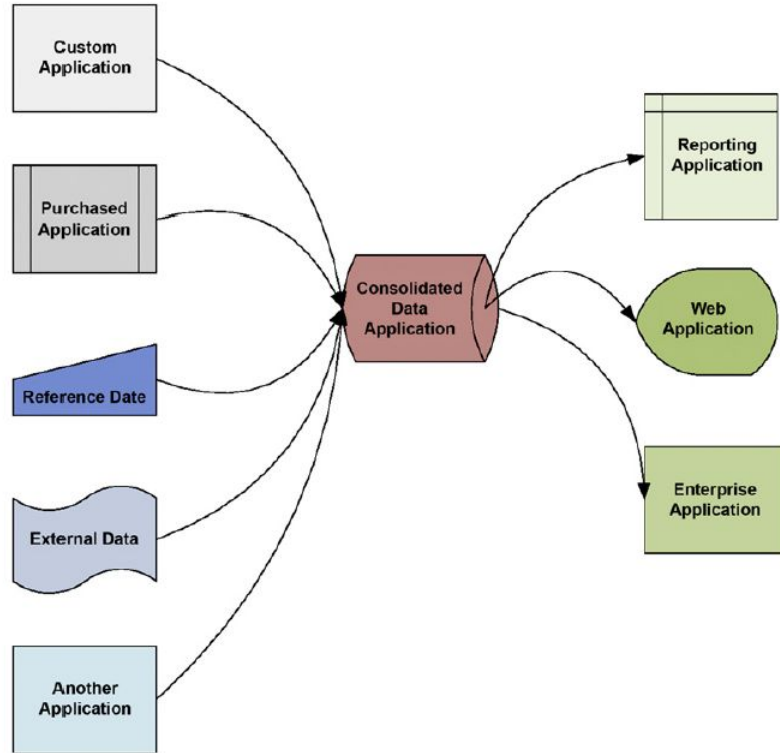 Custom
Application
Purchased
Application
Reference Date
External Data
Another
Application
Consolidated
Data
Application
Reporting
Application
Web
Application
Enterprise
Application